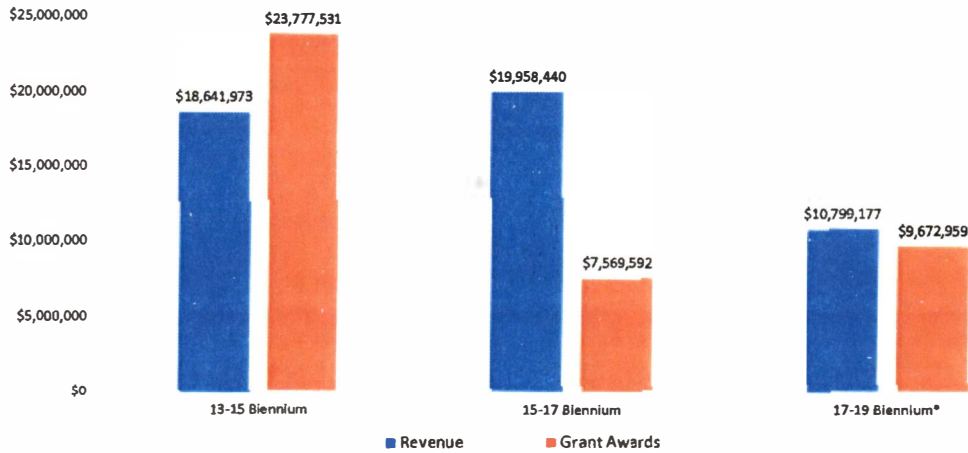 $25,000,000
$20,000,000
$15,000,000
$10,000,000
$5,000,000
$0
$18,641,973
$23,777,531
$19,958,440
$7,569,592
$10,799,177
$9,672,959
13-15 Biennium
15-17 Biennium
17-19 Biennium*
Revenue
Grant Awards